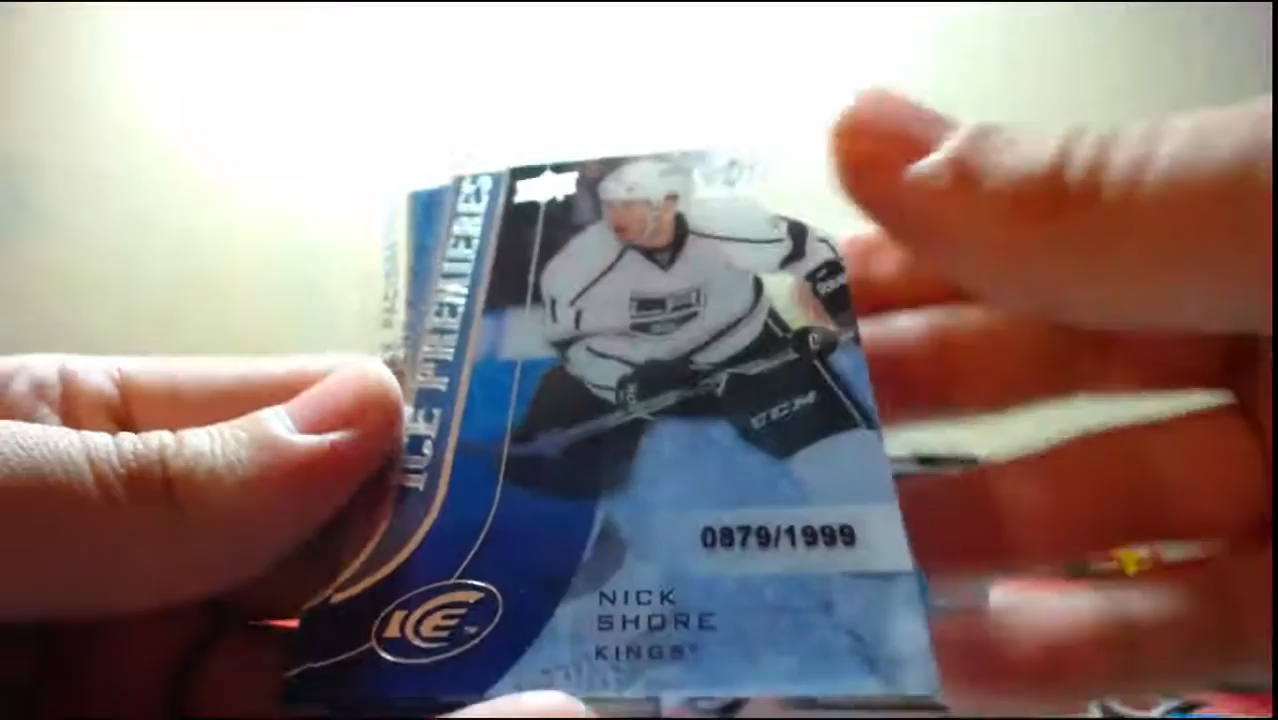 ICE PREMIERES
CCM
0879/1999
NICK
SHORE
KINGS
ICE